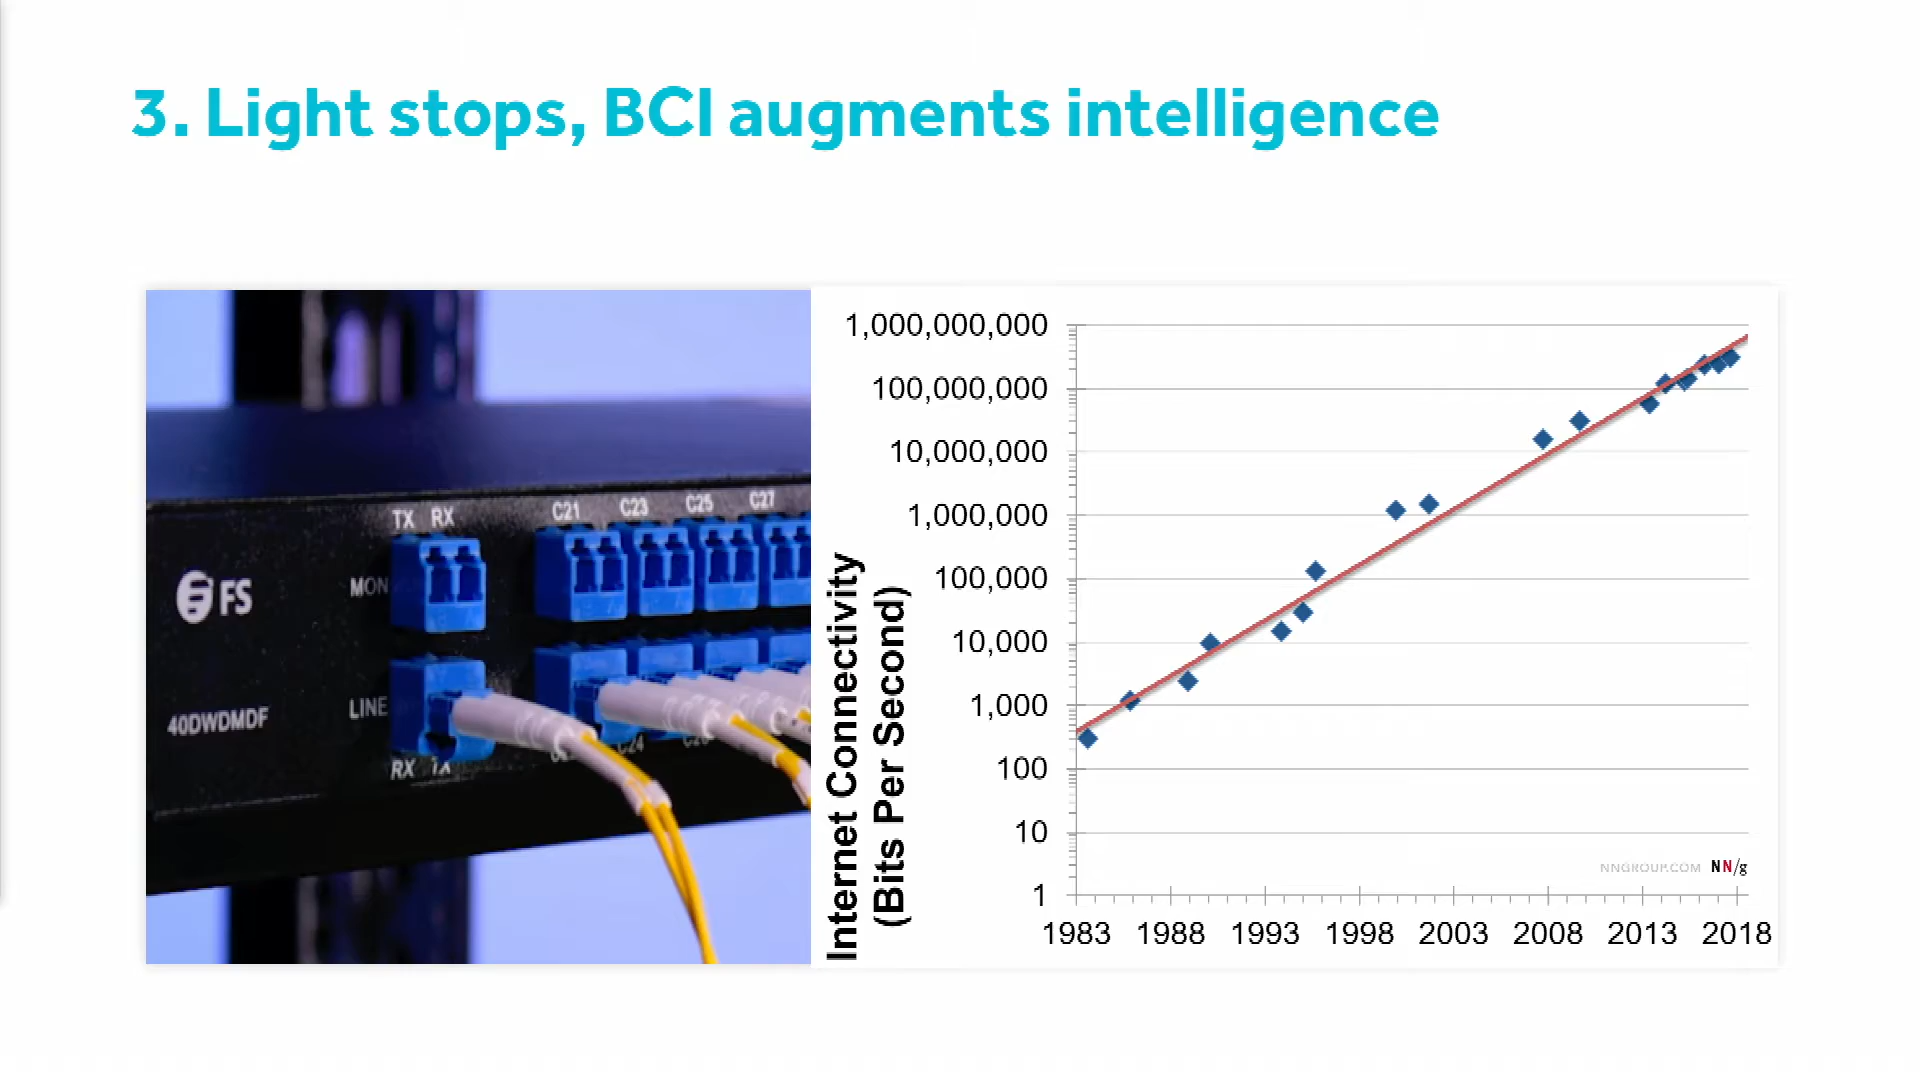 3. Light stops, BCI augments intelligence
TX RX
C21 C23 C25 C27
MON
FS
LINE
40DWDMDF
C24
RX TX
Internet Connectivity
(Bits Per Second)
1,000,000,000
100,000,000
10,000,000
1,000,000
100,000
10,000
1,000
100
10
1
NNGROUP.COM NN/g
1983 1988 1993 1998 2003 2008 2013 2018